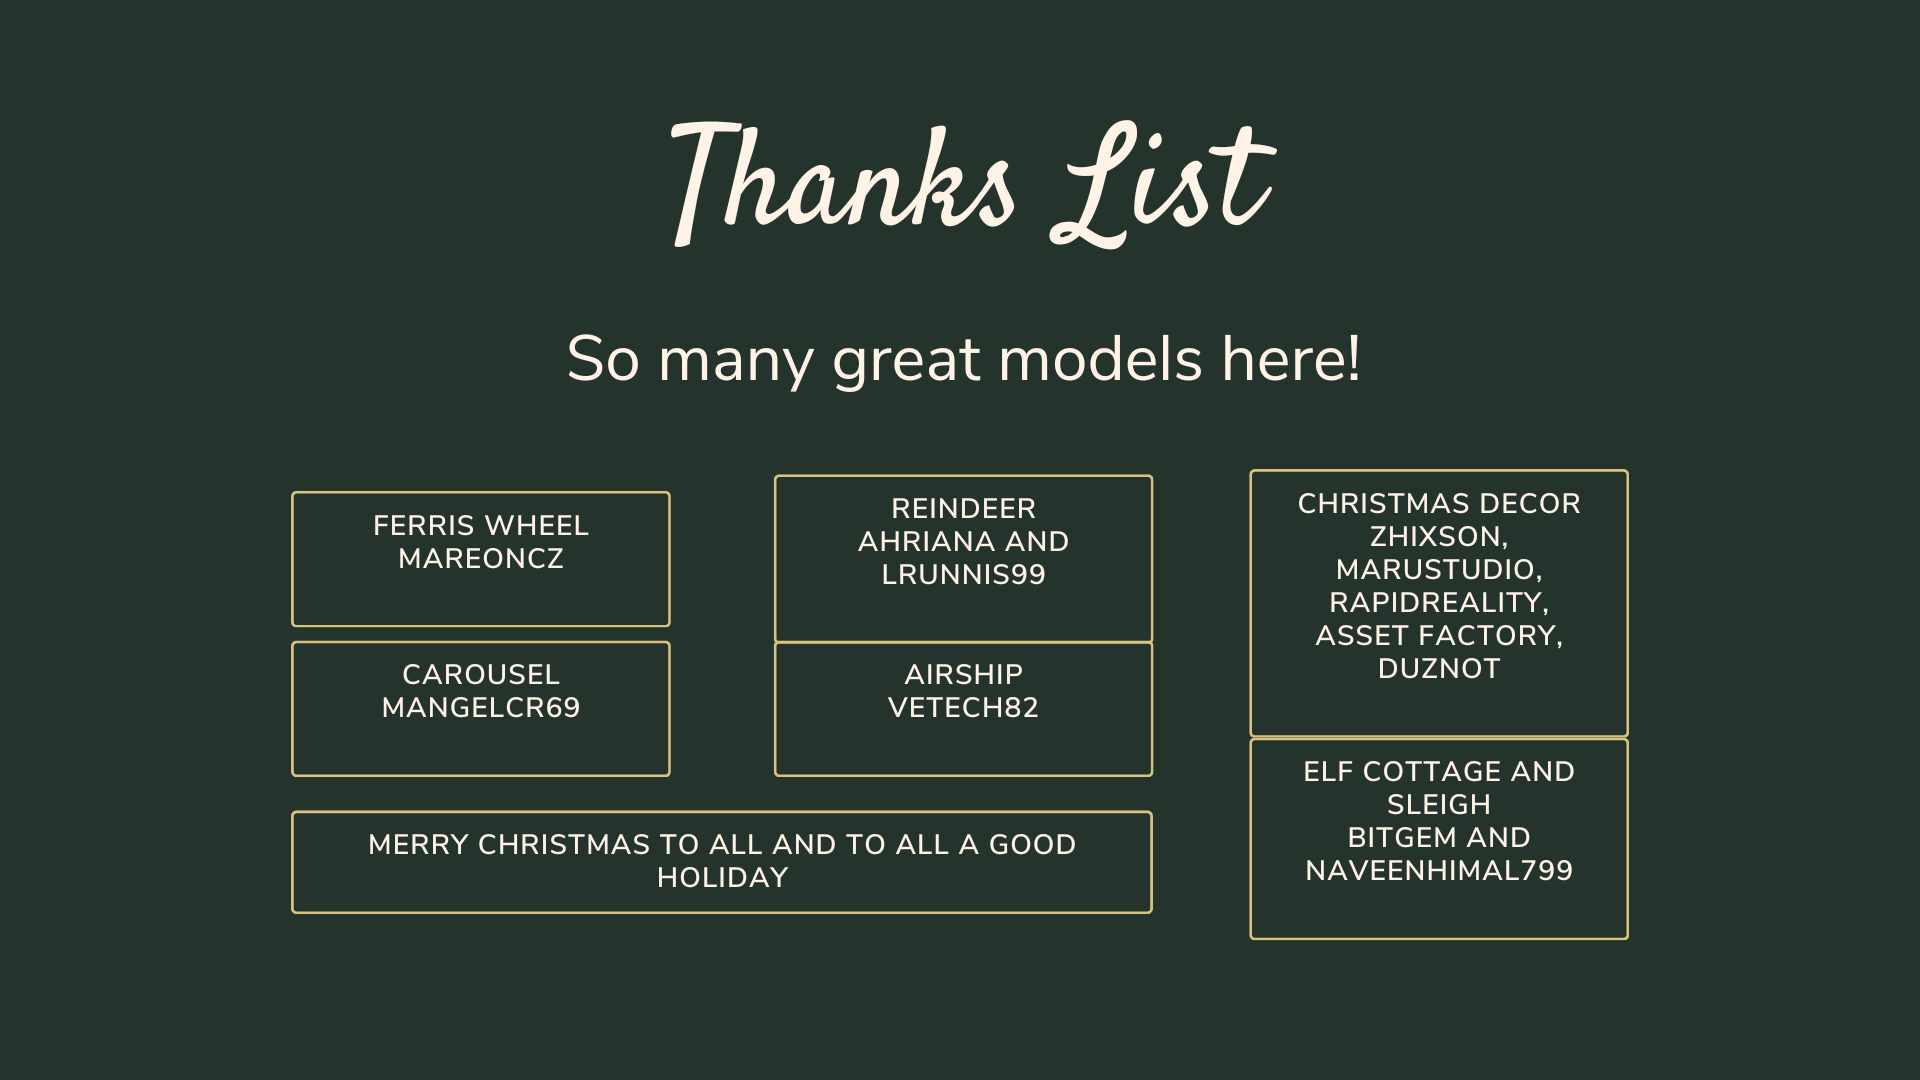 Thanks List
So many great models here!
FERRIS WHEEL
MAREONCZ
CAROUSEL
MANGELCR69
REINDEER
AHRIANA AND
LRUNNIS99
AIRSHIP
VETECH82
MERRY CHRISTMAS TO ALL AND TO ALL A GOOD
HOLIDAY
CHRISTMAS DECOR
ZHIXSON,
MARUSTUDIO,
RAPIDREALITY,
ASSET FACTORY,
DUZNOT
ELF COTTAGE AND
SLEIGH
BITGEM AND
NAVEENHIMAL799